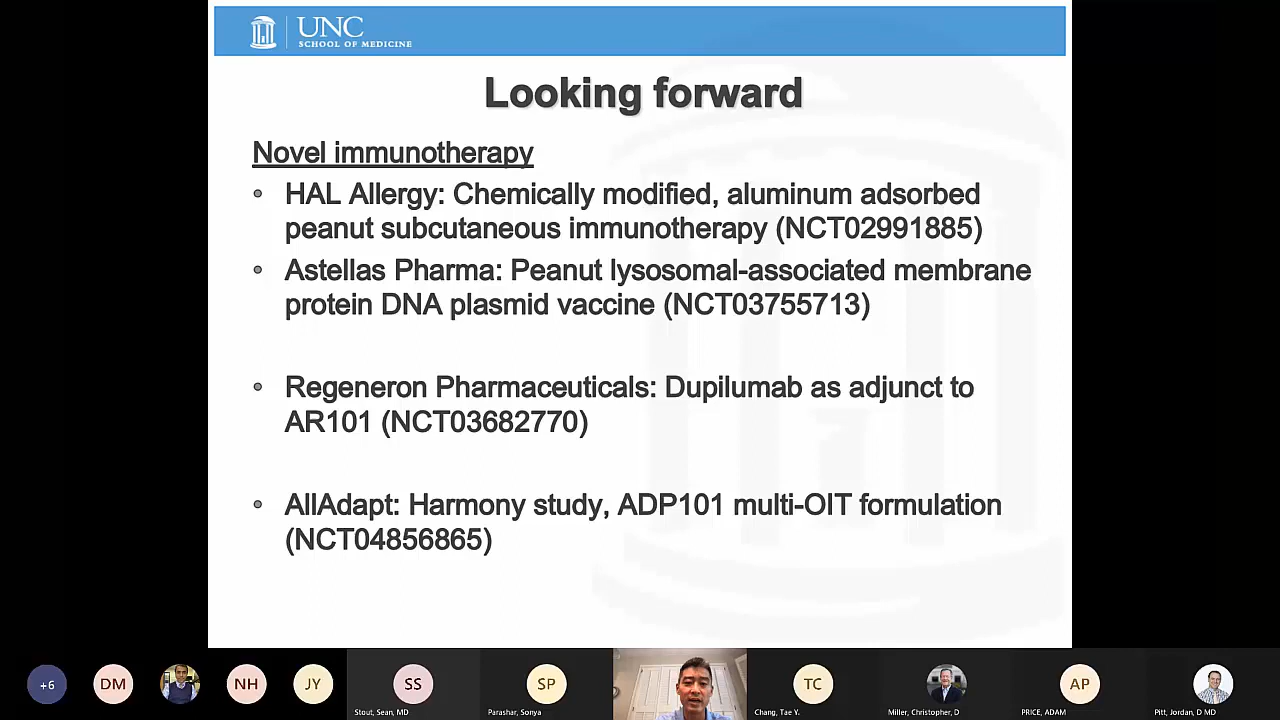 UNC
SCHOOL OF MEDICINE
Looking forward
Novel immunotherapy
• HAL Allergy: Chemically modified, aluminum adsorbed
peanut subcutaneous immunotherapy (NCT02991885)
• Astellas Pharma: Peanut lysosomal-associated membrane
protein DNA plasmid vaccine (NCT03755713)
• Regeneron Pharmaceuticals: Dupilumab as adjunct to
AR101 (NCT03682770)
• AllAdapt: Harmony study, ADP101 multi-OIT formulation
(NCT04856865)
+6
DM
NH
JY
SS
SP
TC
AP
Stout, Sean, MD
Parashar, Sonya
Chang, Tae Y.
Miller, Christopher, D
PRICE, ADAM
Pitt, Jordan, D MD